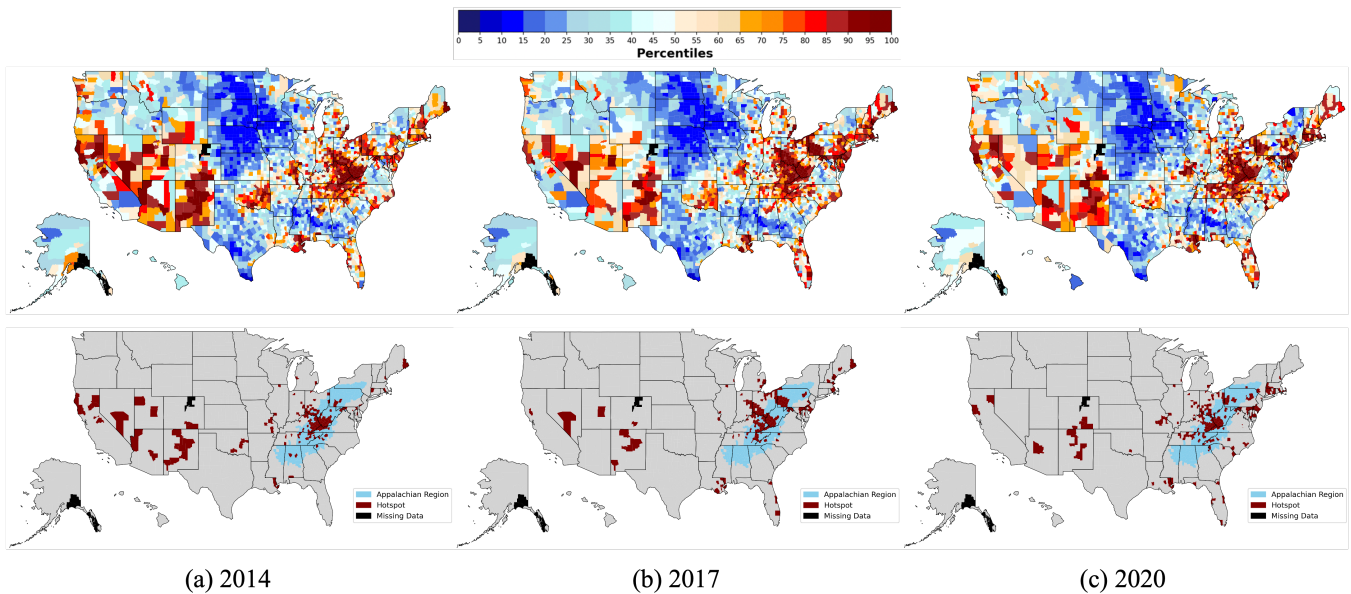 0 5 10 15 20 25 30 35 40 45 50 55 60 65 70 75 80 85 90 95 100
Percentiles
Appalachian Region
Hotspot
Missing Data
Appalachian Region
Hotspot
Missing Data
Appalachian Region
Hotspot
Missing Data
(a) 2014
(b) 2017
(c) 2020